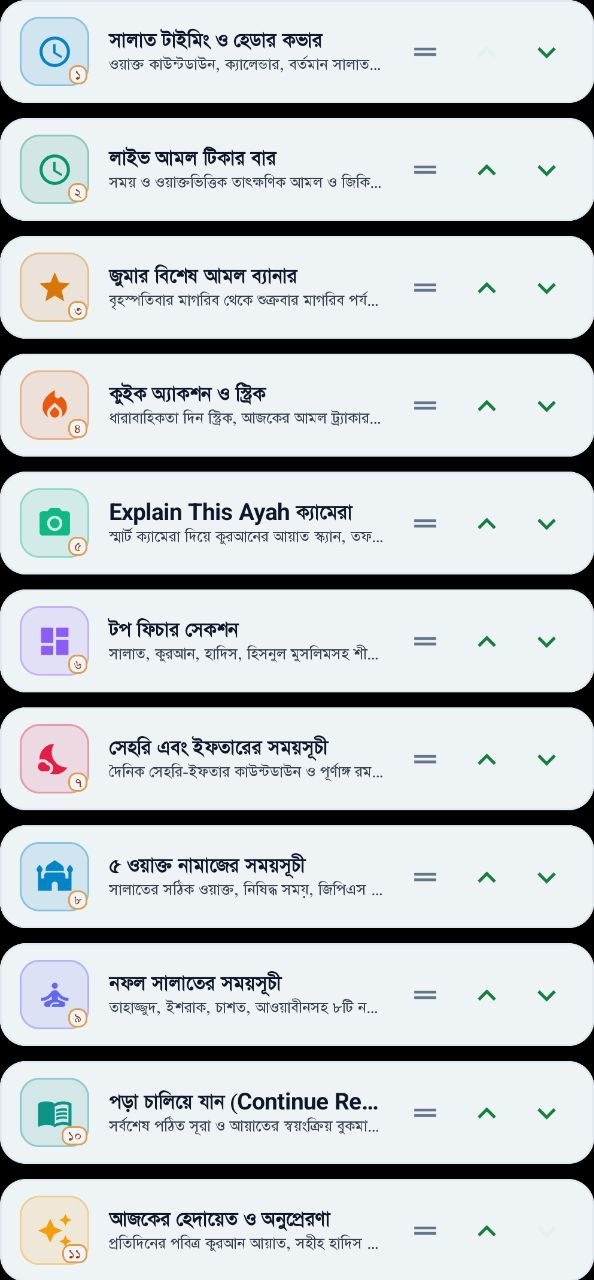 সালাত টাইমিং ও হেডার কভার
ওয়াক্ত কাউন্টডাউন, ক্যালেন্ডার, বর্তমান সালাত...
১
লাইভ আমল টিকার বার
সময় ও ওয়াক্তভিত্তিক তাৎক্ষণিক আমল ও জিকি...
২
জুমার বিশেষ আমল ব্যানার
বৃহস্পতিবার মাগরিব থেকে শুক্রবার মাগরিব পর্য...
৩
কুইক অ্যাকশন ও স্ট্রিক
ধারাবাহিকতা দিন স্ট্রিক, আজকের আমল ট্র্যাকার...
৪
Explain This Ayah ক্যামেরা
স্মার্ট ক্যামেরা দিয়ে কুরআনের আয়াত স্ক্যান, তফ...
৫
টপ ফিচার সেকশন
সালাত, কুরআন, হাদিস, হিসনুল মুসলিমসহ শী...
৬
সেহরি এবং ইফতারের সময়সূচী
দৈনিক সেহরি-ইফতার কাউন্টডাউন ও পূর্ণাঙ্গ রম...
৭
৫ ওয়াক্ত নামাজের সময়সূচী
সালাতের সঠিক ওয়াক্ত, নিষিদ্ধ সময়, জিপিএস ...
৮
নফল সালাতের সময়সূচী
তাহাজ্জুদ, ইশরাক, চাশত, আওয়াবীনসহ ৮টি ন...
৯
পড়া চালিয়ে যান (Continue Re...
সর্বশেষ পঠিত সূরা ও আয়াতের স্বয়ংক্রিয় বুকমা...
১০
আজকের হেদায়েত ও অনুপ্রেরণা
প্রতিদিনের পবিত্র কুরআন আয়াত, সহীহ হাদিস ...
১১